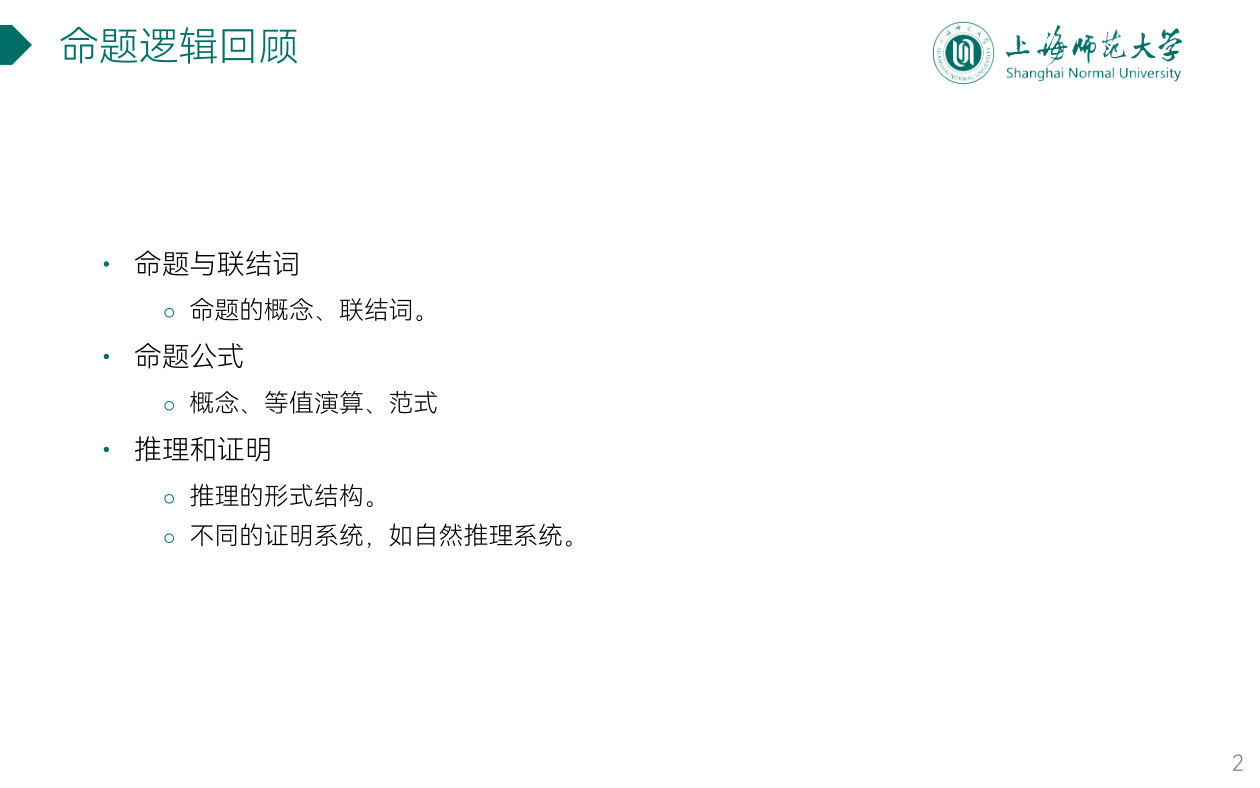 命题逻辑回顾
上海师范大学
Shanghai Normal University
• 命题与联结词
○ 命题的概念、联结词。
• 命题公式
○ 概念、等值演算、范式
• 推理和证明
○ 推理的形式结构。
○ 不同的证明系统，如自然推理系统。
2